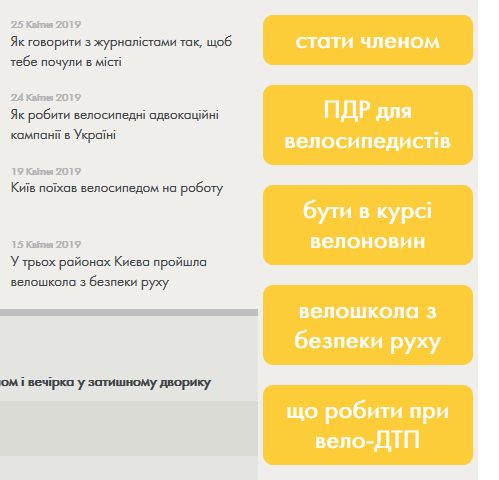 25 Квітня 2019
Як говорити з журналістами так, щоб
тебе почули в місті
24 Квітня 2019
Як робити велосипедні адвокаційні
кампанії в Україні
19 Квітня 2019
Київ поїхав велосипедом на роботу
15 Квітня 2019
У трьох районах Києва пройшла
велошкола з безпеки руху
і вечірка у затишному дворику
стати членом
ПДР для
велосипедистів
бути в курсі
велоновин
велошкола з
безпеки руху
що робити при
вело-ДТП